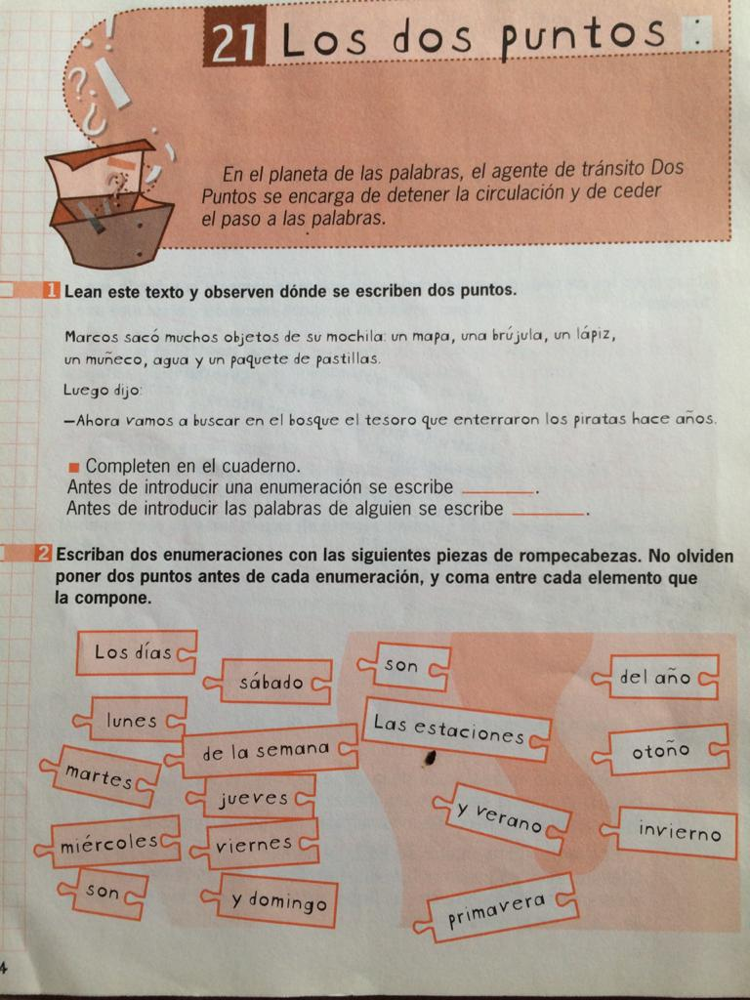 21 Los dos puntos :
En el planeta de las palabras, el agente de tránsito Dos
Puntos se encarga de detener la circulación y de ceder
el paso a las palabras.
1 Lean este texto y observen dónde se escriben dos puntos.
Marcos sacó muchos objetos de su mochila: un mapa, una brújula, un lápiz,
un muñeco, agua y un paquete de pastillas.
Luego dijo:
—Ahora vamos a buscar en el bosque el tesoro que enterraron los piratas hace años.
■ Completen en el cuaderno.
Antes de introducir una enumeración se escribe ________.
Antes de introducir las palabras de alguien se escribe ________.
2 Escriban dos enumeraciones con las siguientes piezas de rompecabezas. No olviden
poner dos puntos antes de cada enumeración, y coma entre cada elemento que
la compone.
Los días
sábado
lunes
de la semana
martes
jueves
miércoles
viernes
son
y domingo
son
del año
Las estaciones
otoño
y verano
invierno
primavera
4